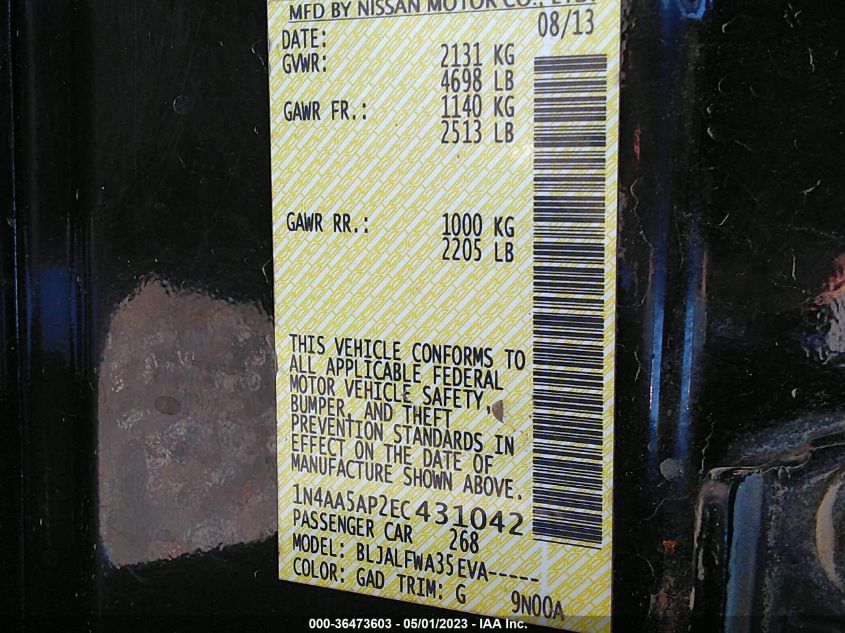 MFD BY NISSAN MOTOR CO., LTD.
DATE: 08/13
GVWR: 2131 KG
4698 LB
GAWR FR.: 1140 KG
2513 LB
GAWR RR.: 1000 KG
2205 LB
THIS VEHICLE CONFORMS TO
ALL APPLICABLE FEDERAL
MOTOR VEHICLE SAFETY,
BUMPER, AND THEFT
PREVENTION STANDARDS IN
EFFECT ON THE DATE OF
MANUFACTURE SHOWN ABOVE.
1N4AA5AP2EC431042
PASSENGER CAR 268
MODEL: BLJALFWA35EVA-----
COLOR: GAD TRIM: G 9N00A
000-36473603 - 05/01/2023 - IAA Inc.